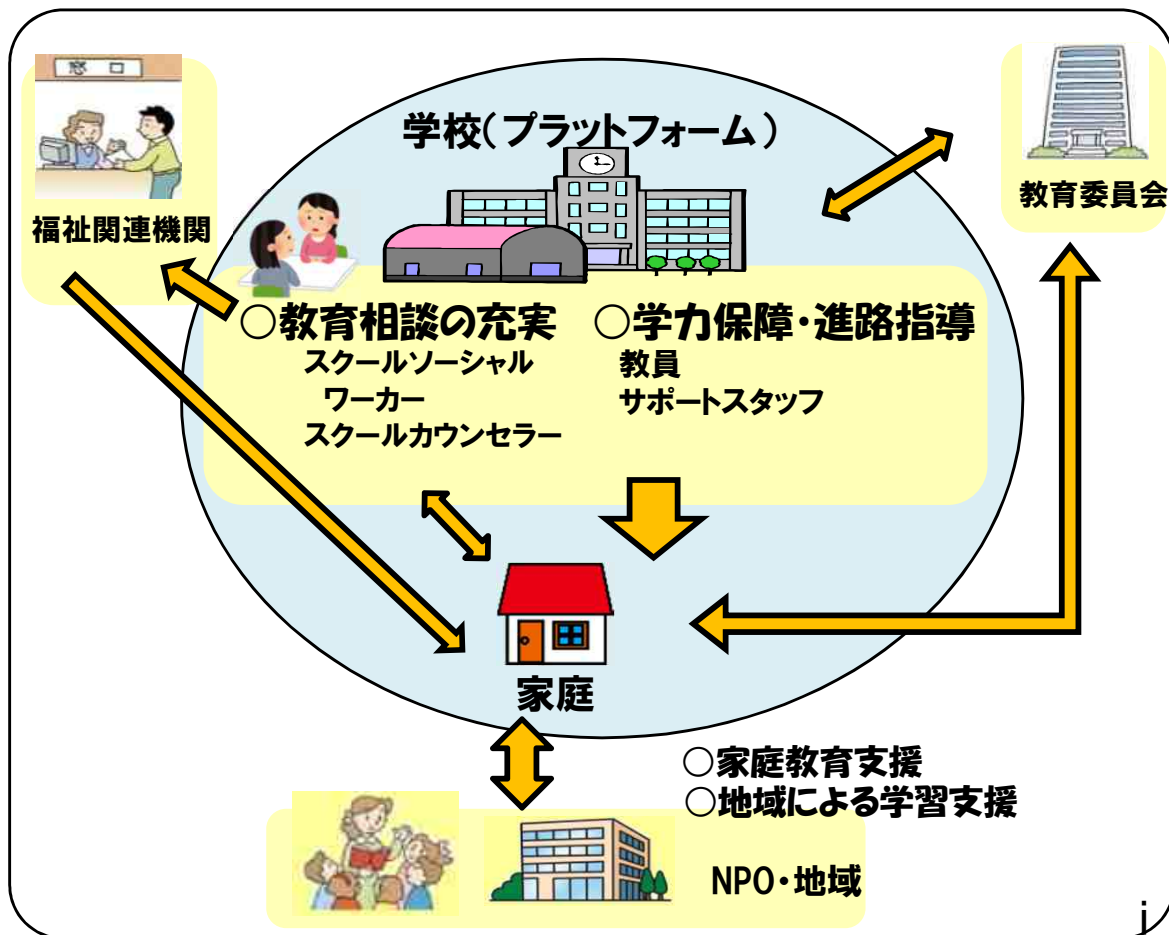 窓口
福祉関連機関
学校(プラットフォーム)
教育委員会
○教育相談の充実
スクールソーシャル
ワーカー
スクールカウンセラー
○学力保障・進路指導
教員
サポートスタッフ
家庭
○家庭教育支援
○地域による学習支援
NPO・地域
i